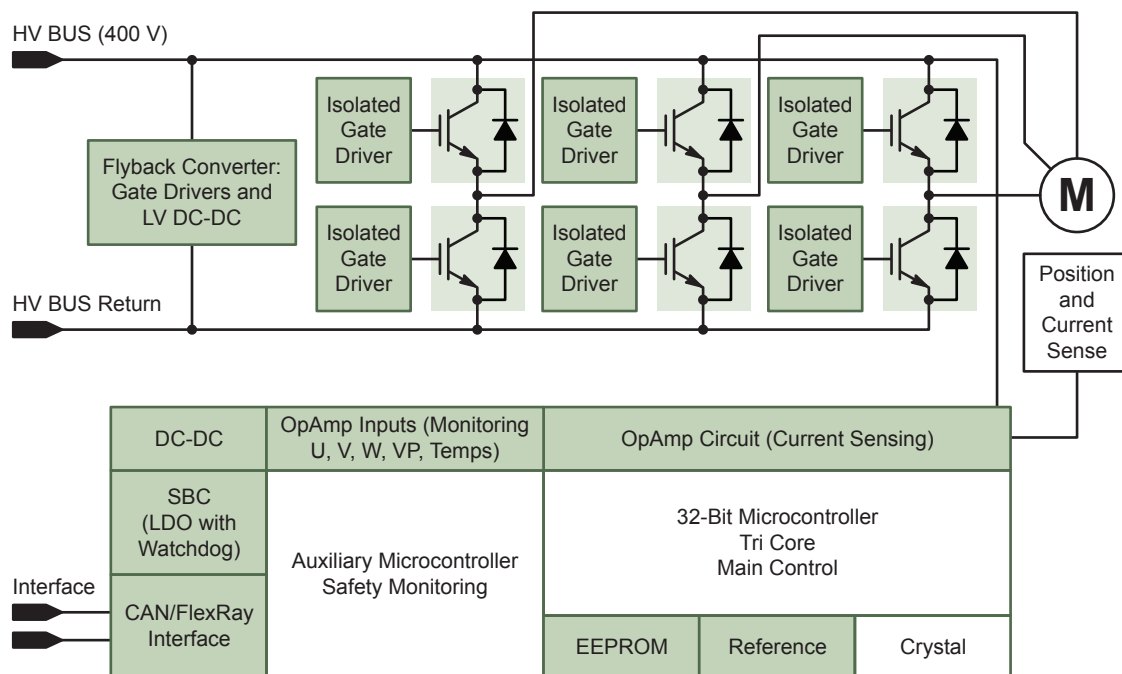 HV BUS (400 V)
Isolated
Gate
Driver
Isolated
Gate
Driver
Isolated
Gate
Driver
Flyback Converter:
Gate Drivers and
LV DC-DC
M
Isolated
Gate
Driver
Isolated
Gate
Driver
Isolated
Gate
Driver
HV BUS Return
Position
and
Current
Sense
DC-DC
OpAmp Inputs (Monitoring
U, V, W, VP, Temps)
OpAmp Circuit (Current Sensing)
SBC
(LDO with
Watchdog)
Auxiliary Microcontroller
Safety Monitoring
32-Bit Microcontroller
Tri Core
Main Control
Interface
CAN/FlexRay
Interface
EEPROM
Reference
Crystal